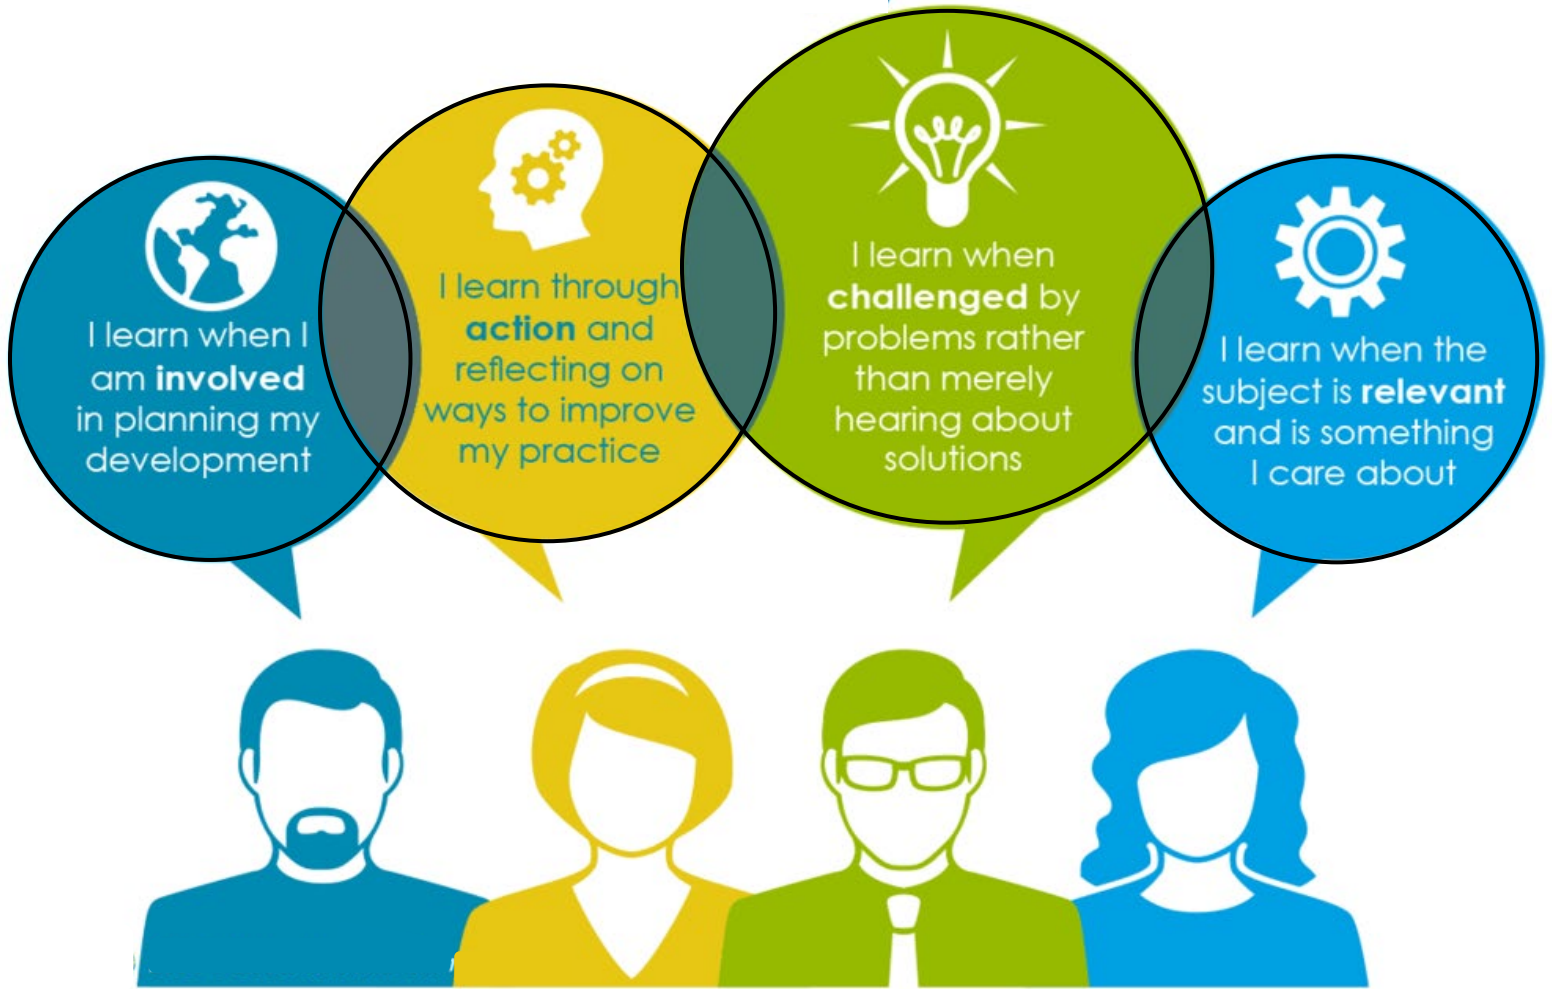 I learn when I
am involved
in planning my
development
I learn through
action and
reflecting on
ways to improve
my practice
I learn when
challenged by
problems rather
than merely
hearing about
solutions
I learn when the
subject is relevant
and is something
I care about